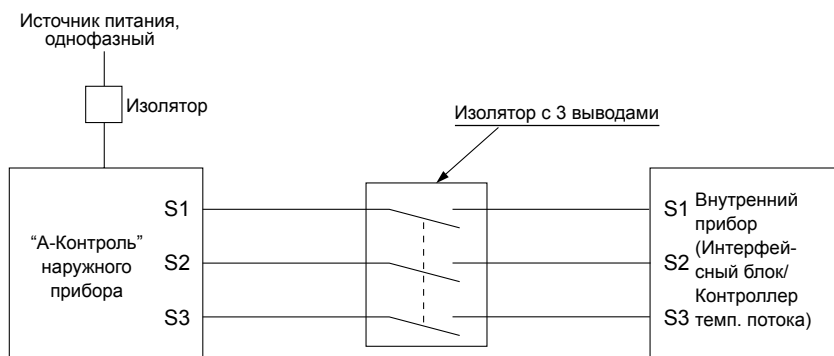 Источник питания,
однофазный
Изолятор
Изолятор с 3 выводами
“А-Контроль”
наружного
прибора
S1
S2
S3
S1
S2
S3
Внутренний
прибор
(Интерфей-
сный блок/
Контроллер
темп. потока)